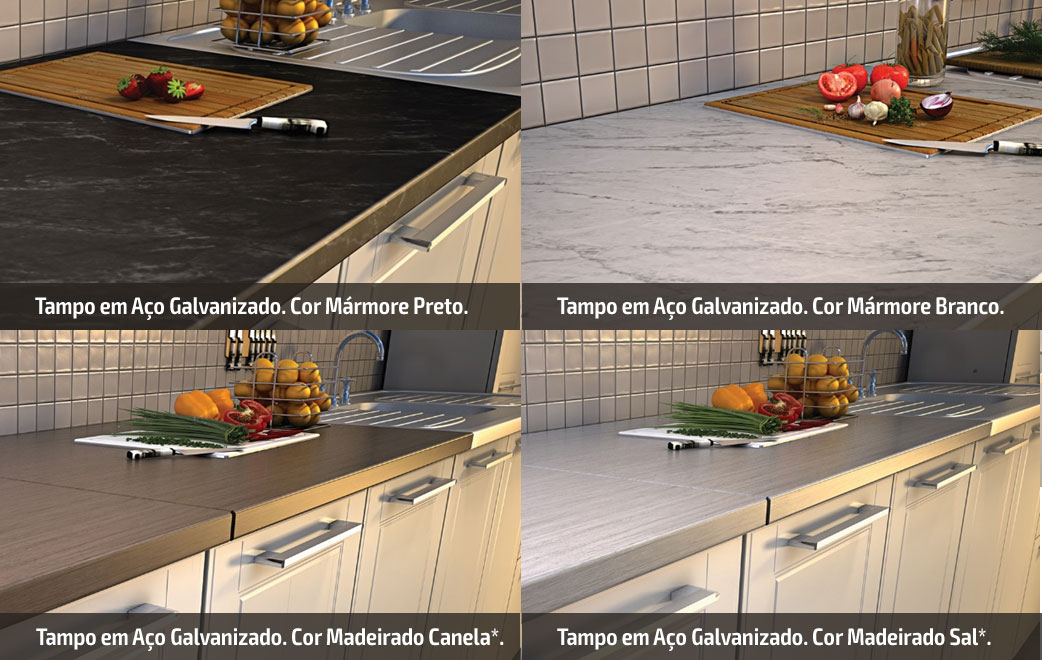 Tampo em Aço Galvanizado. Cor Mármore Preto.
Tampo em Aço Galvanizado. Cor Mármore Branco.
Tampo em Aço Galvanizado. Cor Madeirado Canela*.
Tampo em Aço Galvanizado. Cor Madeirado Sal*.